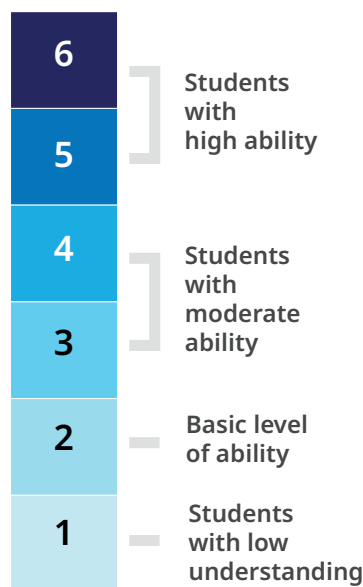 6
5
Students
with
high ability
4
3
Students
with
moderate
ability
2
Basic level
of ability
1
Students
with low
understanding